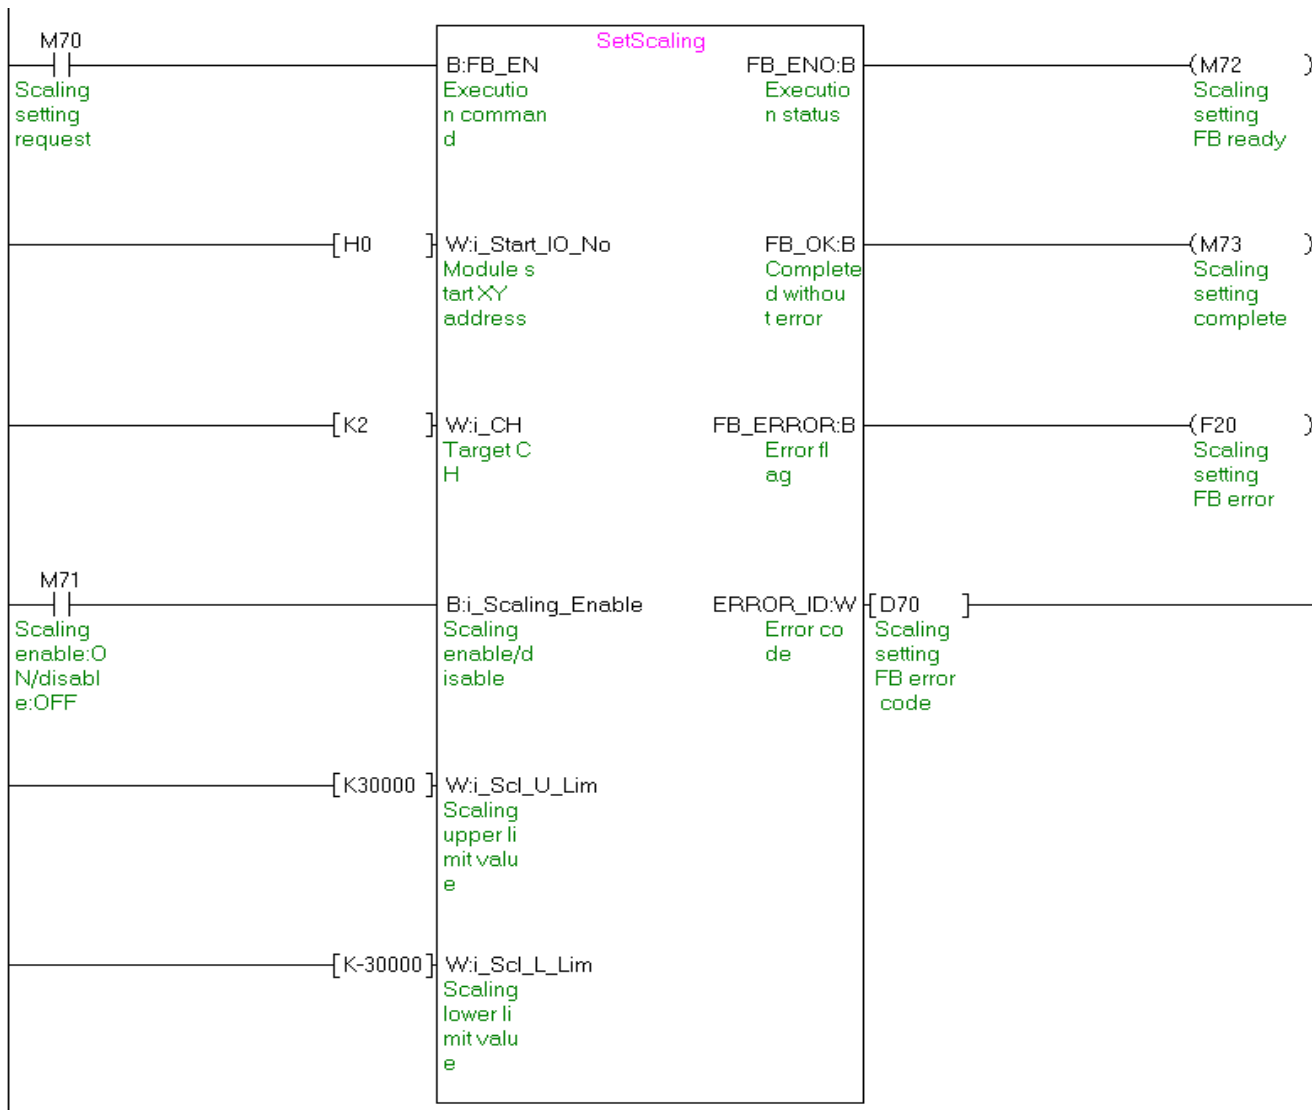 SetScaling
M70
B:FB_EN
FB_ENO:B
(M72 )
Scaling
setting
request
Executio
n comman
d
Executio
n status
Scaling
setting
FB ready
[H0 ]
W:i_Start_IO_No
FB_OK:B
(M73 )
Module s
tart XY
address
Complete
d withou
t error
Scaling
setting
complete
[K2 ]
W:i_CH
FB_ERROR:B
(F20 )
Target C
H
Error fl
ag
Scaling
setting
FB error
M71
B:i_Scaling_Enable
ERROR_ID:W
[D70 ]
Scaling
enable:O
N/disabl
e:OFF
Scaling
enable/d
isable
Error co
de
Scaling
setting
FB error
code
[K30000 ]
W:i_Scl_U_Lim
Scaling
upper li
mit valu
e
[K-30000]
W:i_Scl_L_Lim
Scaling
lower li
mit valu
e